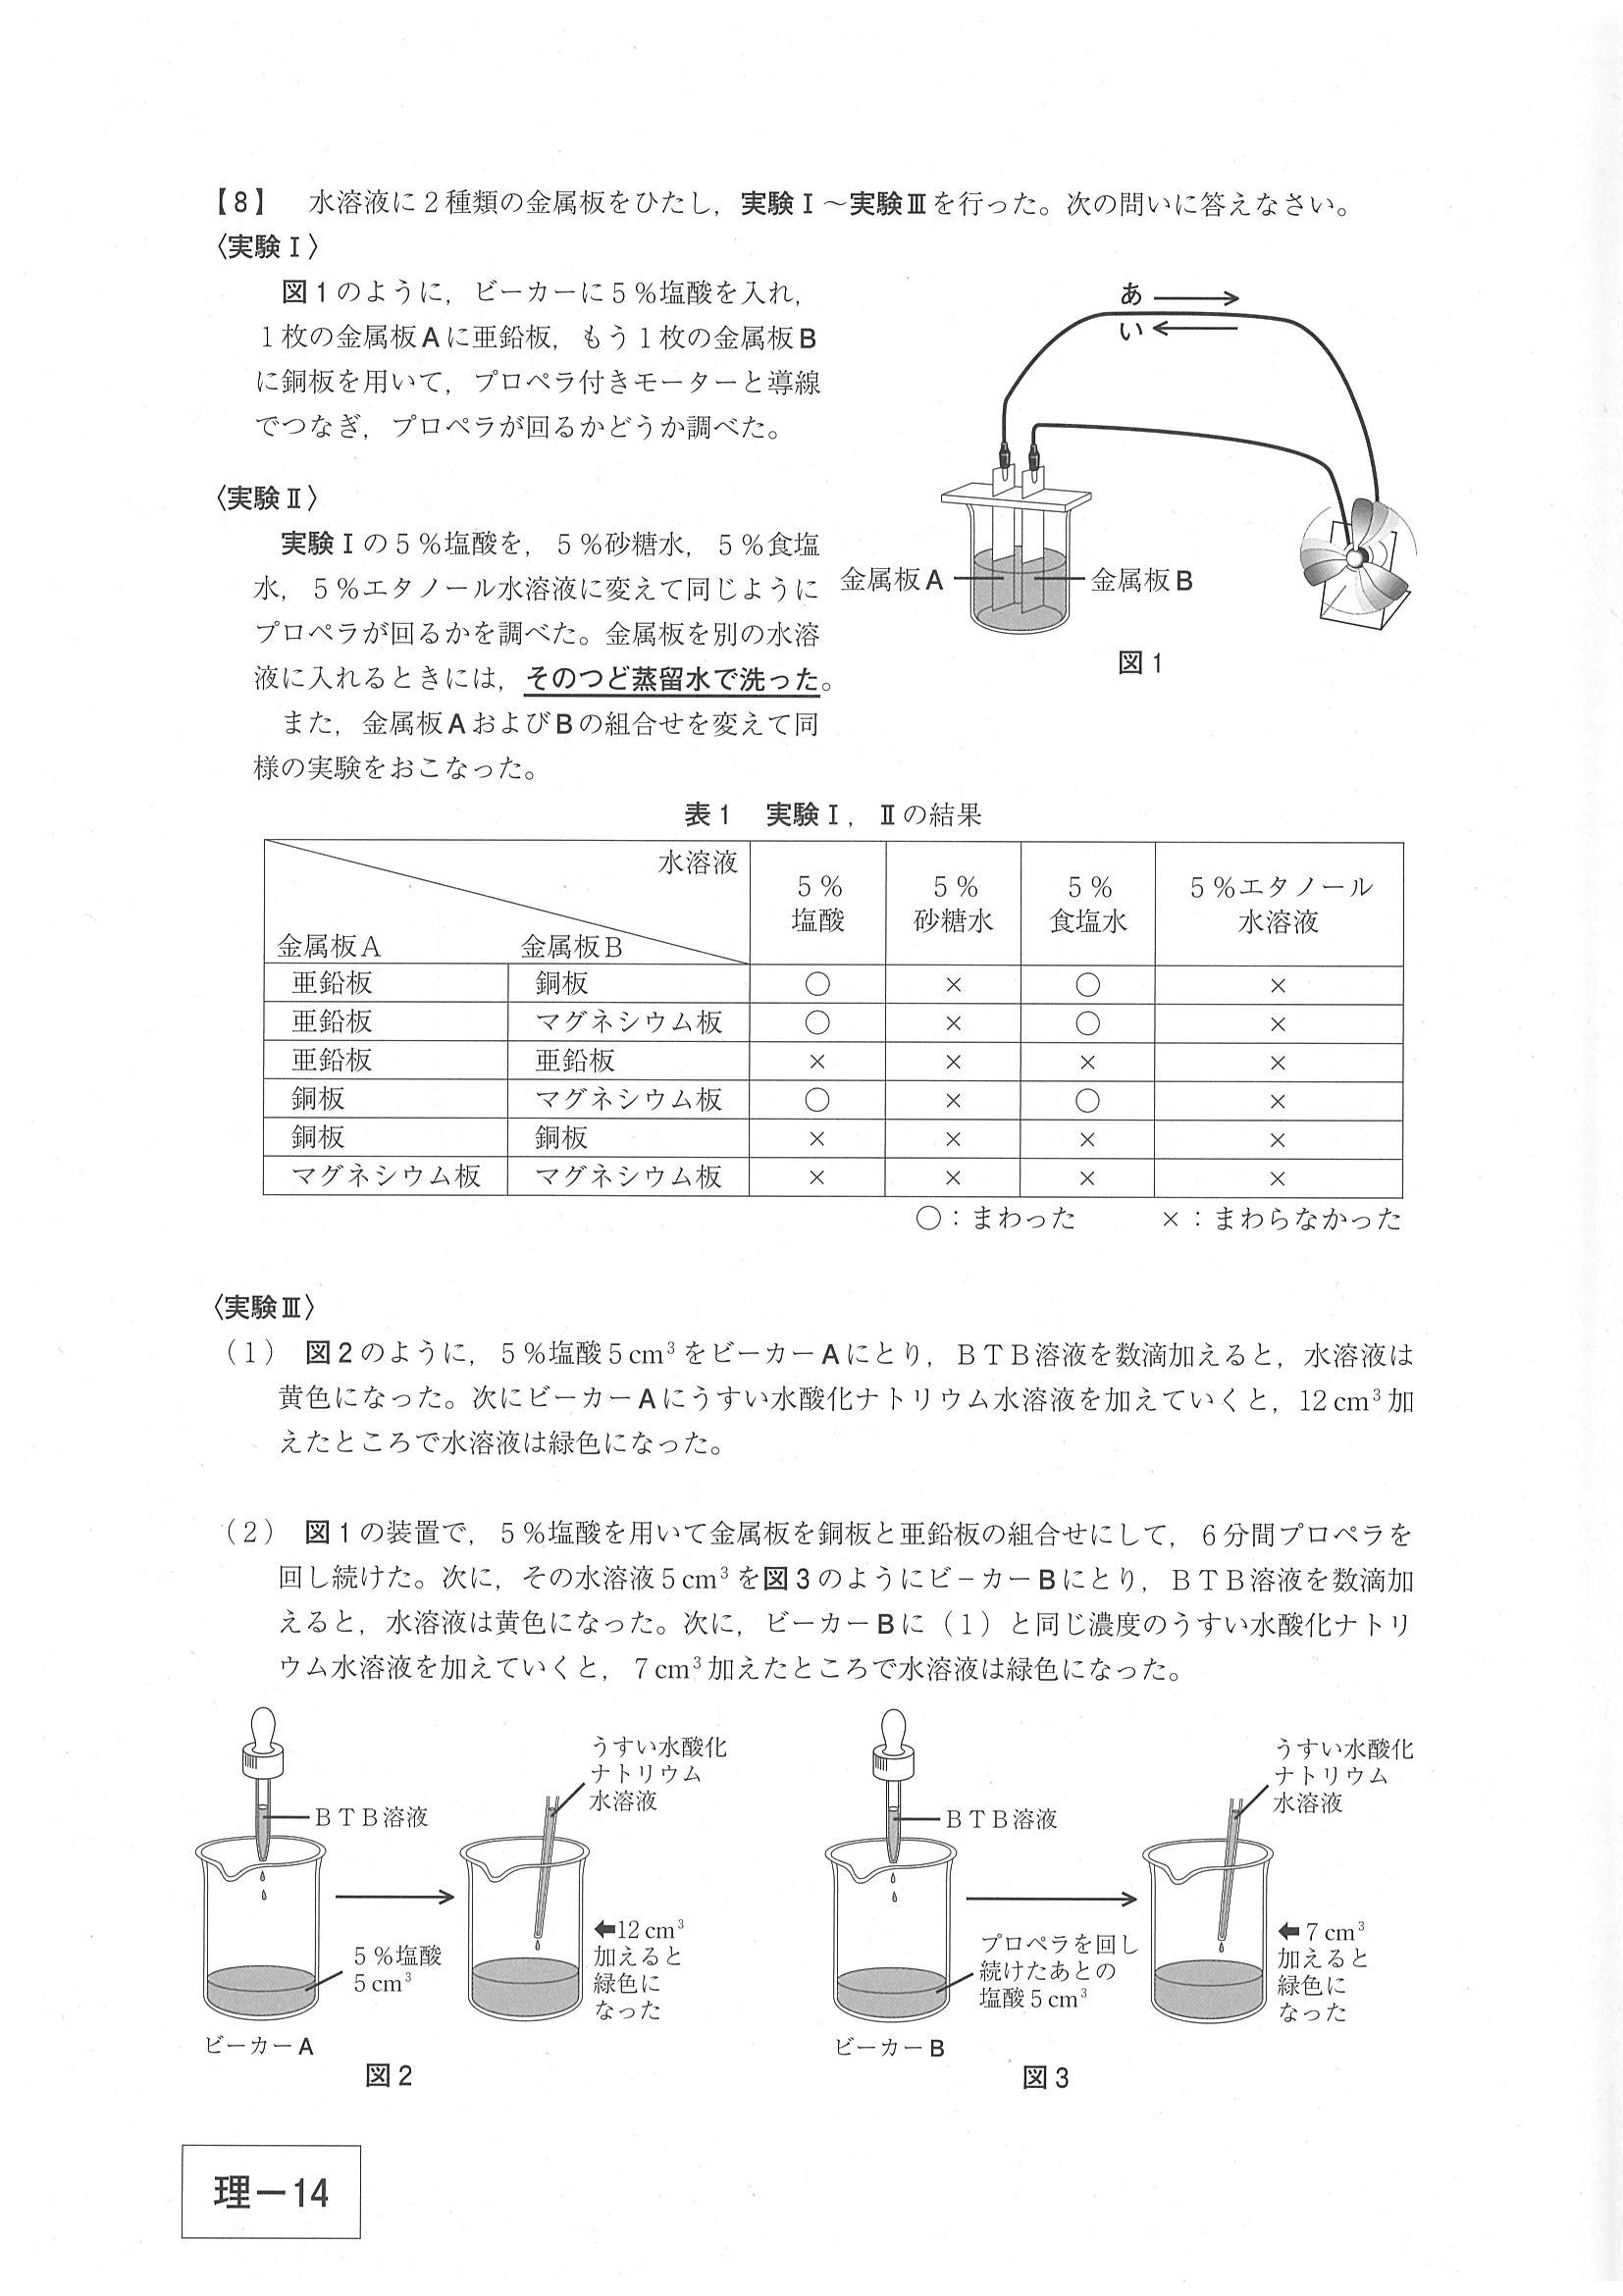 【8】 水溶液に2種類の金属板をひたし，実験Ⅰ～実験Ⅲを行った。次の問いに答えなさい。
〈実験Ⅰ〉
図1のように，ビーカーに5％塩酸を入れ，
1枚の金属板Aに亜鉛板，もう1枚の金属板B
に銅板を用いて，プロペラ付きモーターと導線
でつなぎ，プロペラが回るかどうか調べた。
あ
い
金属板A
金属板B
図1
〈実験Ⅱ〉
実験Ⅰの5％塩酸を，5％砂糖水，5％食塩
水，5％エタノール水溶液に変えて同じように
プロペラが回るかを調べた。金属板を別の水溶
液に入れるときには，そのつど蒸留水で洗った。
また，金属板AおよびBの組合せを変えて同
様の実験をおこなった。
表1 実験Ⅰ，Ⅱの結果
水溶液
金属板A 金属板B
5％ 塩酸
5％ 砂糖水
5％ 食塩水
5％エタノール 水溶液
亜鉛板 銅板 ○ × ○ ×
亜鉛板 マグネシウム板 ○ × ○ ×
亜鉛板 亜鉛板 × × × ×
銅板 マグネシウム板 ○ × ○ ×
銅板 銅板 × × × ×
マグネシウム板 マグネシウム板 × × × ×
○：まわった ×：まわらなかった
〈実験Ⅲ〉
（1） 図2のように，5％塩酸5cm³をビーカーAにとり，BTB溶液を数滴加えると，水溶液は
黄色になった。次にビーカーAにうすい水酸化ナトリウム水溶液を加えていくと，12cm³加
えたところで水溶液は緑色になった。
（2） 図1の装置で，5％塩酸を用いて金属板を銅板と亜鉛板の組合せにして，6分間プロペラを
回し続けた。次に，その水溶液5cm³を図3のようにビーカーBにとり，BTB溶液を数滴加
えると，水溶液は黄色になった。次に，ビーカーBに（1）と同じ濃度のうすい水酸化ナトリ
ウム水溶液を加えていくと，7cm³加えたところで水溶液は緑色になった。
BTB溶液
5％塩酸
5cm³
ビーカーA
うすい水酸化
ナトリウム
水溶液
12cm³
加えると
緑色に
なった
図2
BTB溶液
プロペラを回し
続けたあとの
塩酸5cm³
ビーカーB
うすい水酸化
ナトリウム
水溶液
7cm³
加えると
緑色に
なった
図3
理－14